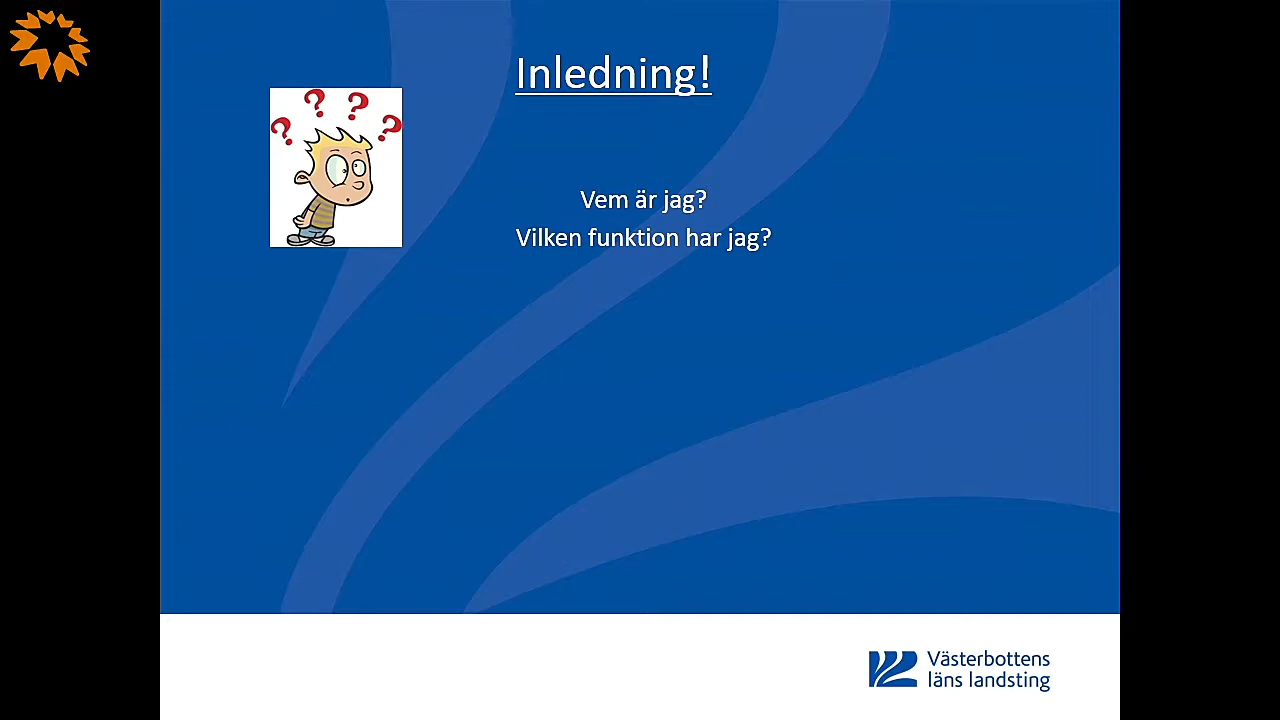 Inledning!
? ? ? ?
Vem är jag?
Vilken funktion har jag?
Västerbottens
läns landsting